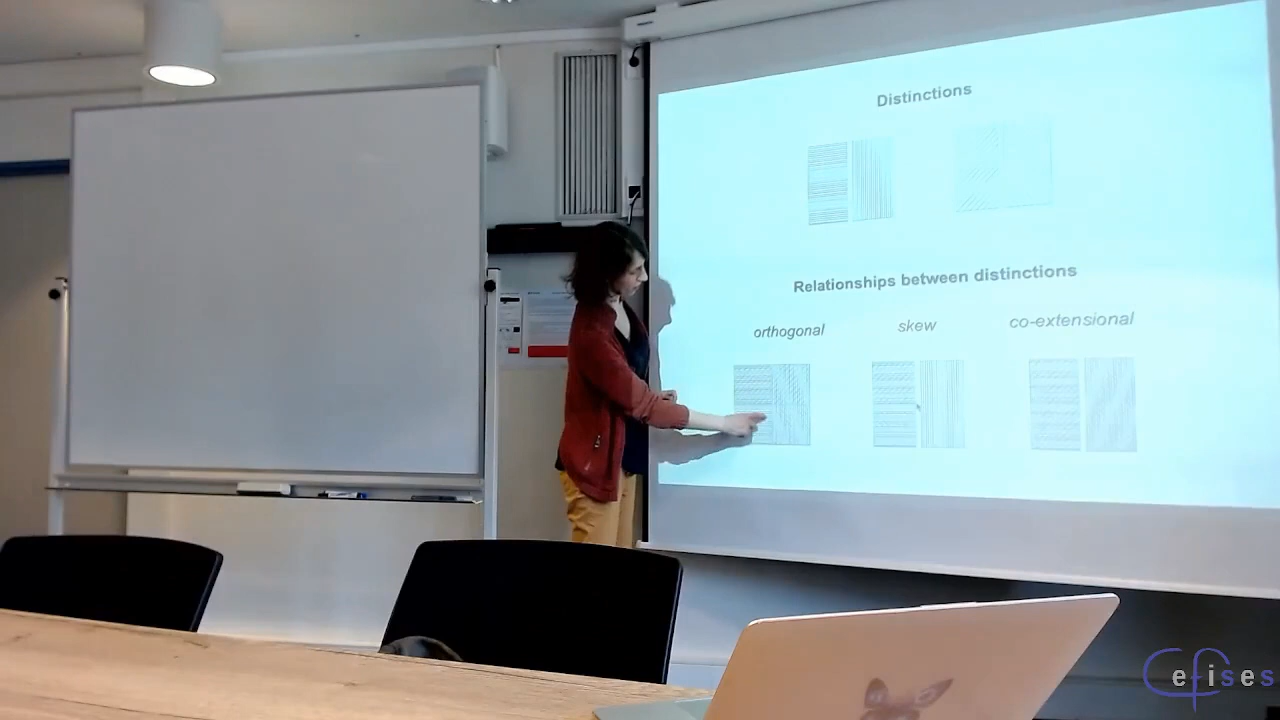 Distinctions
Relationships between distinctions
orthogonal
skew
co-extensional
efises